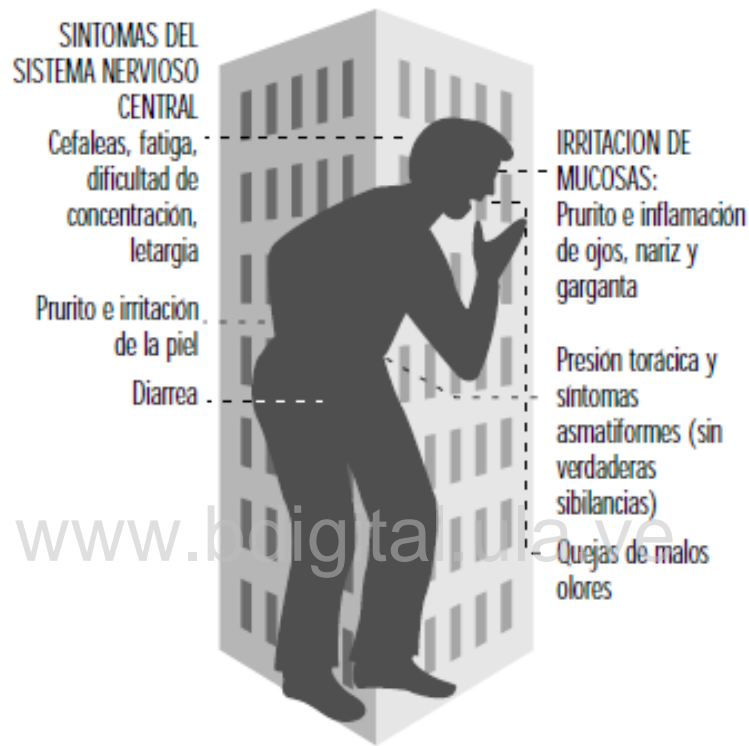 SINTOMAS DEL
SISTEMA NERVIOSO
CENTRAL
Cefaleas, fatiga,
dificultad de
concentración,
letargia
Prurito e irritación
de la piel
Diarrea
IRRITACION DE
MUCOSAS:
Prurito e inflamación
de ojos, nariz y
garganta
Presión torácica y
síntomas
asmatiformes (sin
verdaderas
sibilancias)
Quejas de malos
olores
www.bdigital.ula.ve